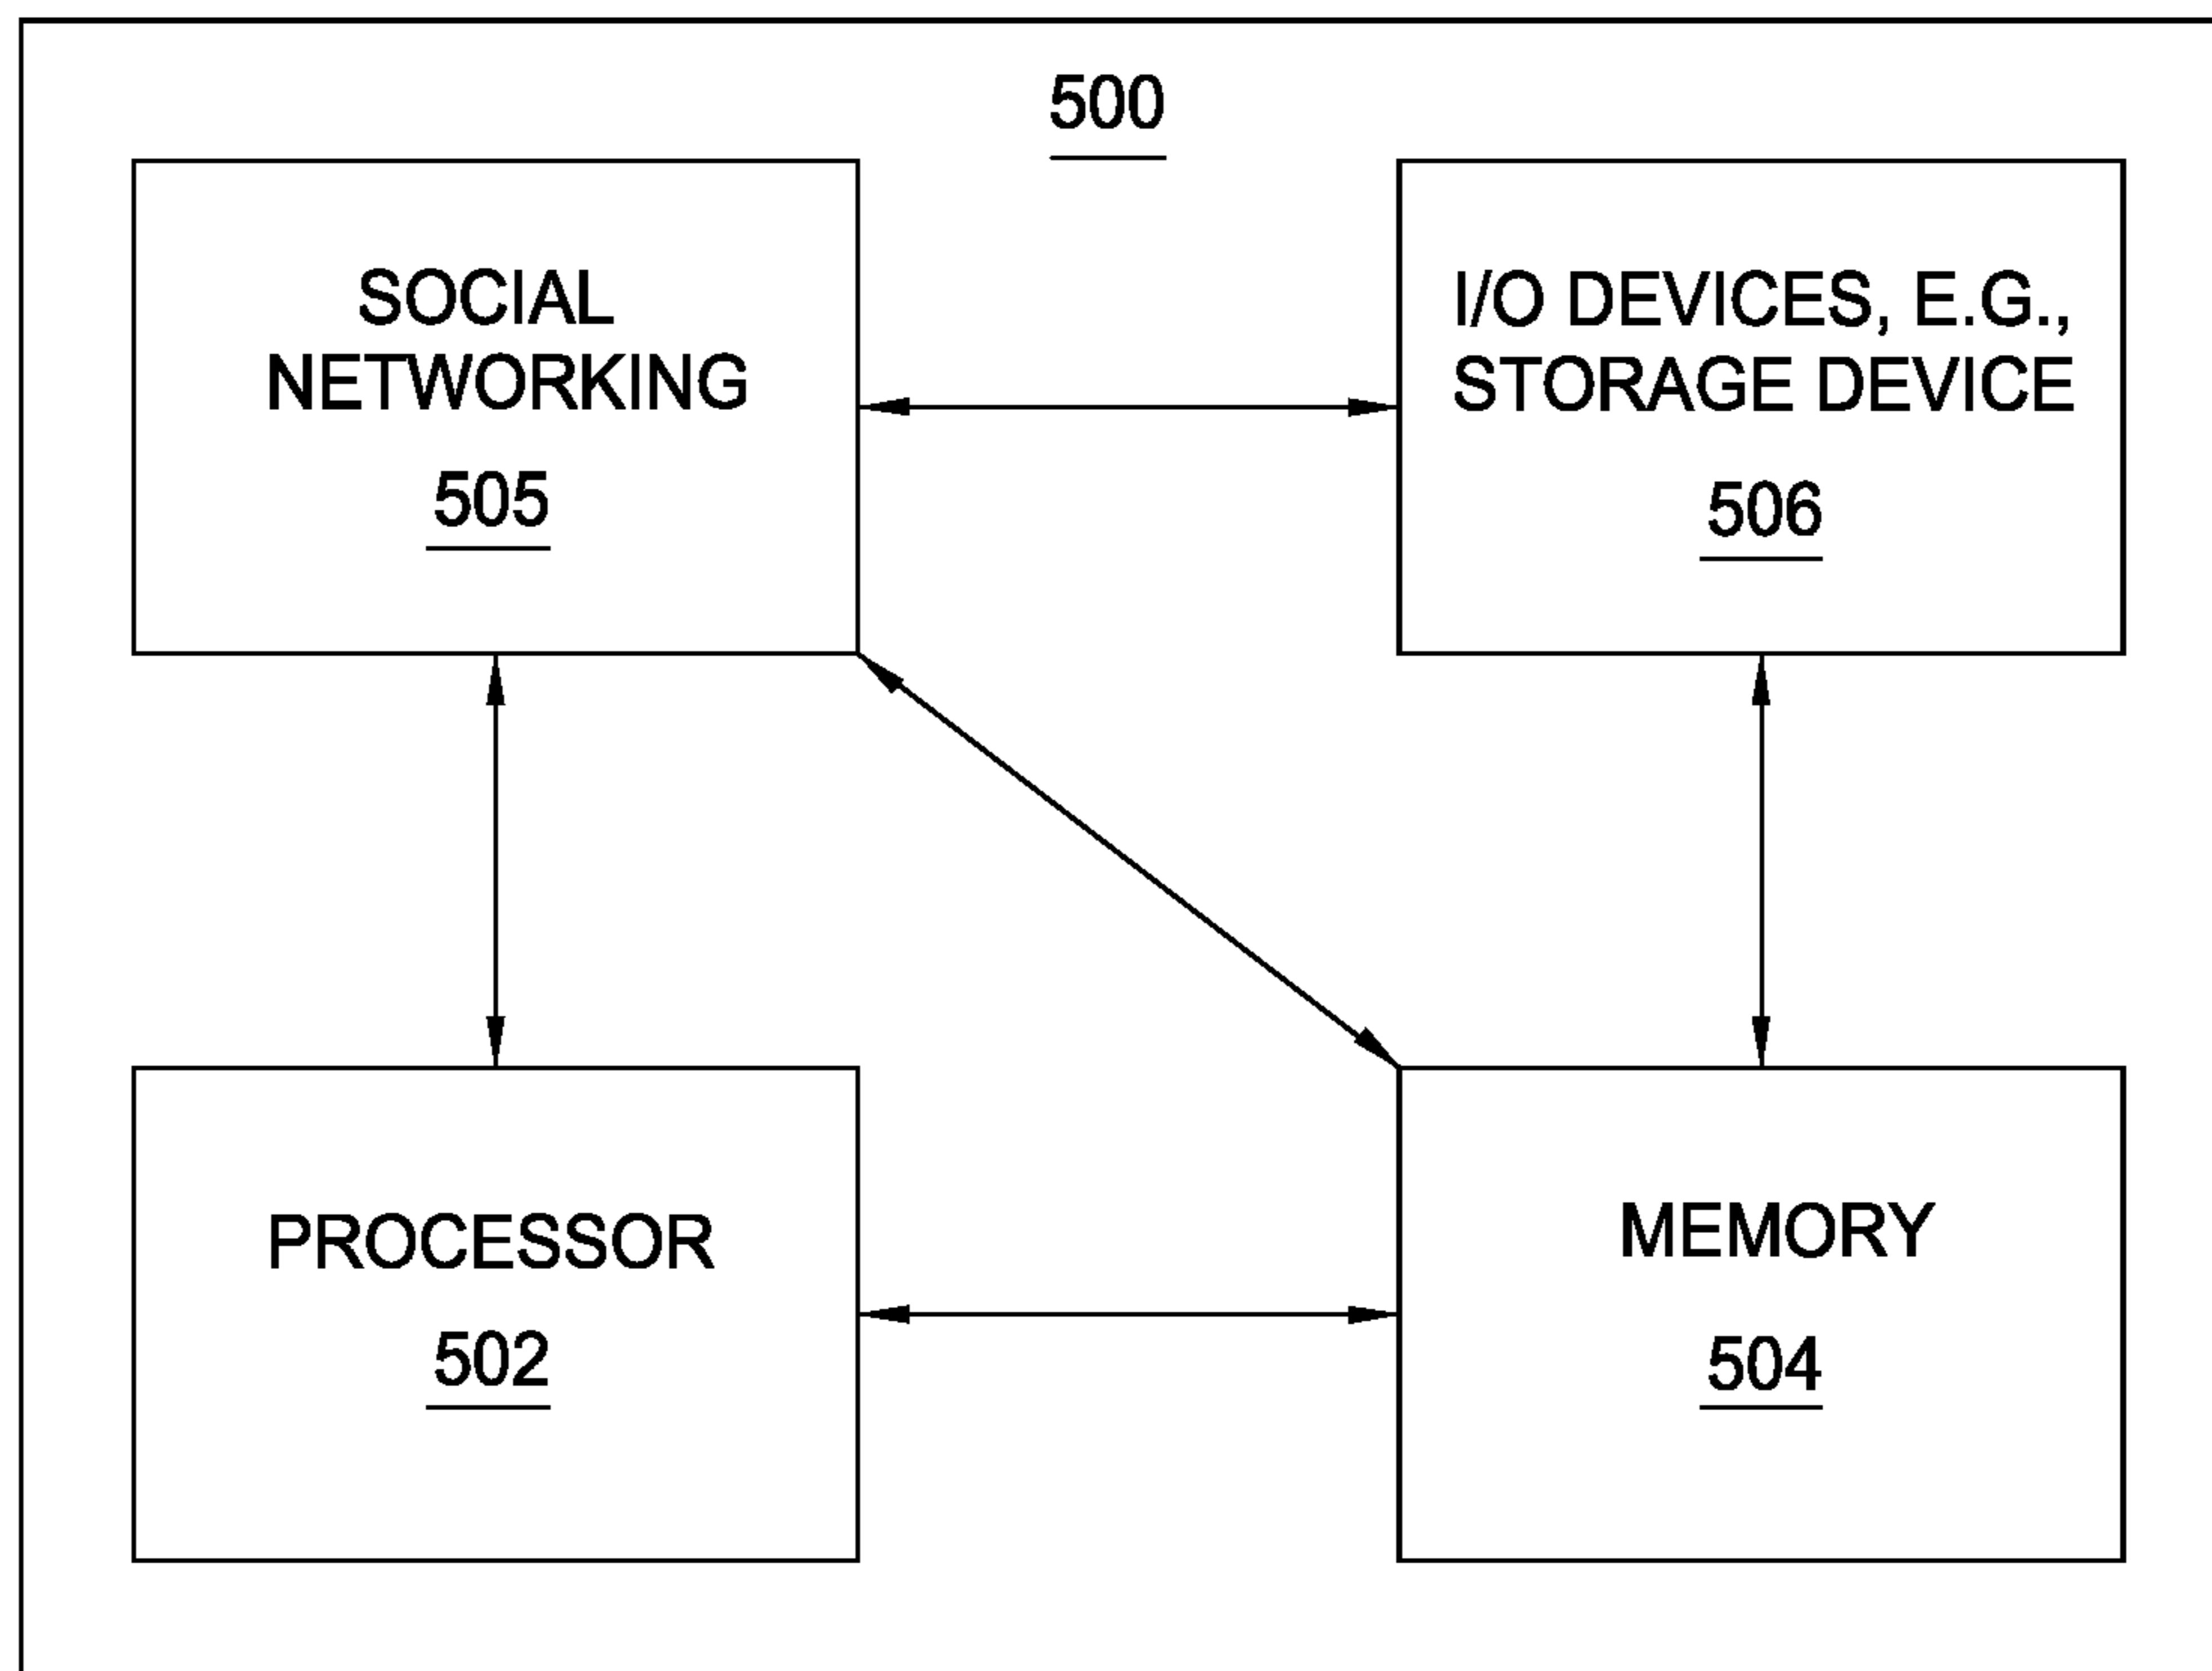 500
SOCIAL
NETWORKING
505
I/O DEVICES, E.G.,
STORAGE DEVICE
506
PROCESSOR
502
MEMORY
504